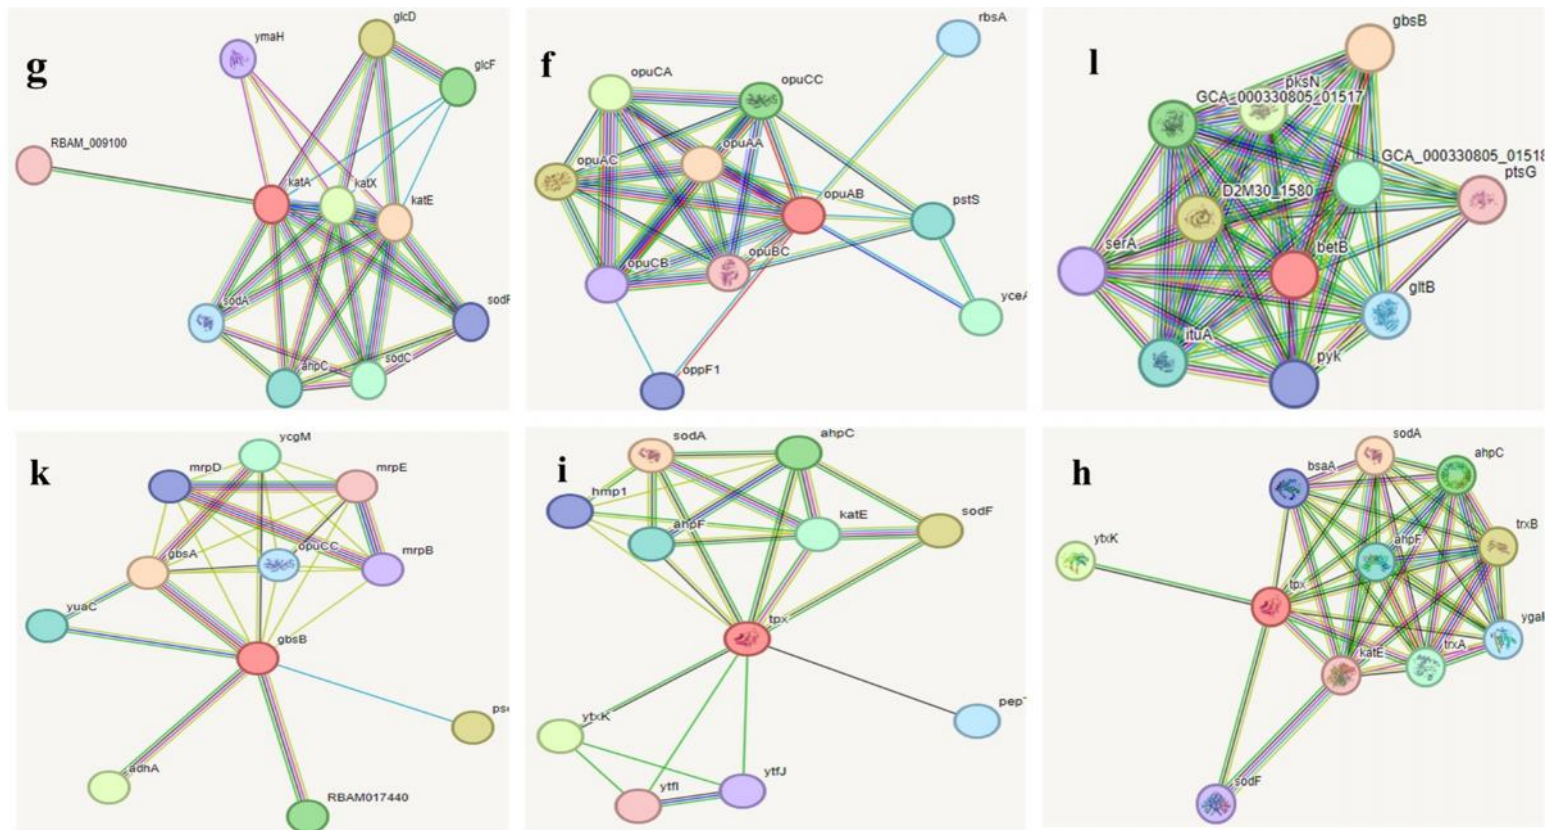 g
glcD
ymaH
glcF
RBAM_009100
katA
katX
katE
sodA
sodF
ahpC
sodC
f
rbsA
opuCA
opuCC
opuAA
opuAC
opuAB
pstS
opuCB
opuBC
yceA
oppF1
l
gbsB
pksN
GCA_000330805_01517
GCA_000330805_01518
ptsG
D2M30_1580
serA
betB
gltB
ituA
pyk
k
ycgM
mrpD
mrpE
opuCC
gbsA
mrpB
yuaC
gbsB
adhA
RBAM017440
i
sodA
ahpC
hmp1
katE
sodF
ahpF
tpx
ytxK
pep
ytfI
ytfJ
h
sodA
bsaA
ahpC
trxB
ytxK
ahpF
tpx
katE
trxA
sodF